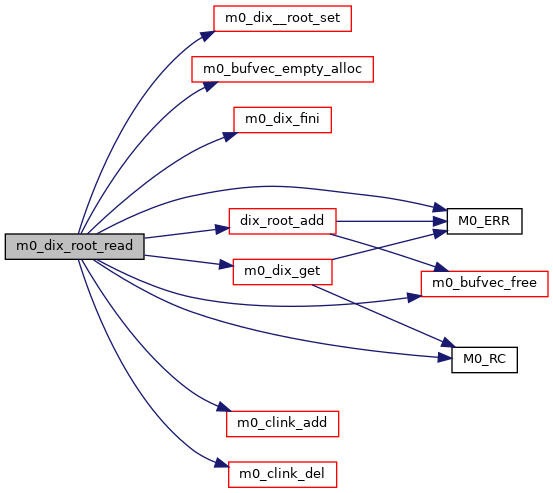 m0_dix__root_set
m0_bufvec_empty_alloc
m0_dix_fini
dix_root_add
M0_ERR
m0_dix_root_read
m0_dix_get
m0_bufvec_free
M0_RC
m0_clink_add
m0_clink_del